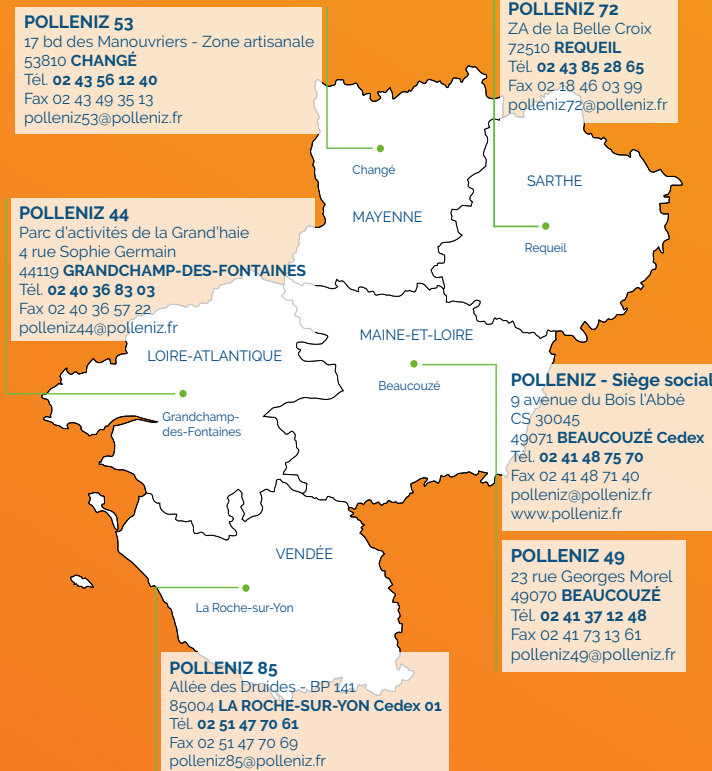 POLLENIZ 53
17 bd des Manouvriers - Zone artisanale
53810 CHANGÉ
Tél. 02 43 56 12 40
Fax 02 43 49 35 13
polleniz53@polleniz.fr
POLLENIZ 72
ZA de la Belle Croix
72510 REQUEIL
Tél. 02 43 85 28 65
Fax 02 18 46 03 99
polleniz72@polleniz.fr
Changé
MAYENNE
SARTHE
Requeil
POLLENIZ 44
Parc d'activités de la Grand'haie
4 rue Sophie Germain
44119 GRANDCHAMP-DES-FONTAINES
Tél. 02 40 36 83 03
Fax 02 40 36 57 22
polleniz44@polleniz.fr
LOIRE-ATLANTIQUE
Grandchamp-
des-Fontaines
MAINE-ET-LOIRE
Beaucouzé
POLLENIZ - Siège social
9 avenue du Bois l'Abbé
CS 30045
49071 BEAUCOUZÉ Cedex
Tél. 02 41 48 75 70
Fax 02 41 48 71 40
polleniz@polleniz.fr
www.polleniz.fr
POLLENIZ 49
23 rue Georges Morel
49070 BEAUCOUZÉ
Tél. 02 41 37 12 48
Fax 02 41 73 13 61
polleniz49@polleniz.fr
VENDÉE
La Roche-sur-Yon
POLLENIZ 85
Allée des Druides - BP 141
85004 LA ROCHE-SUR-YON Cedex 01
Tél. 02 51 47 70 61
Fax 02 51 47 70 69
polleniz85@polleniz.fr